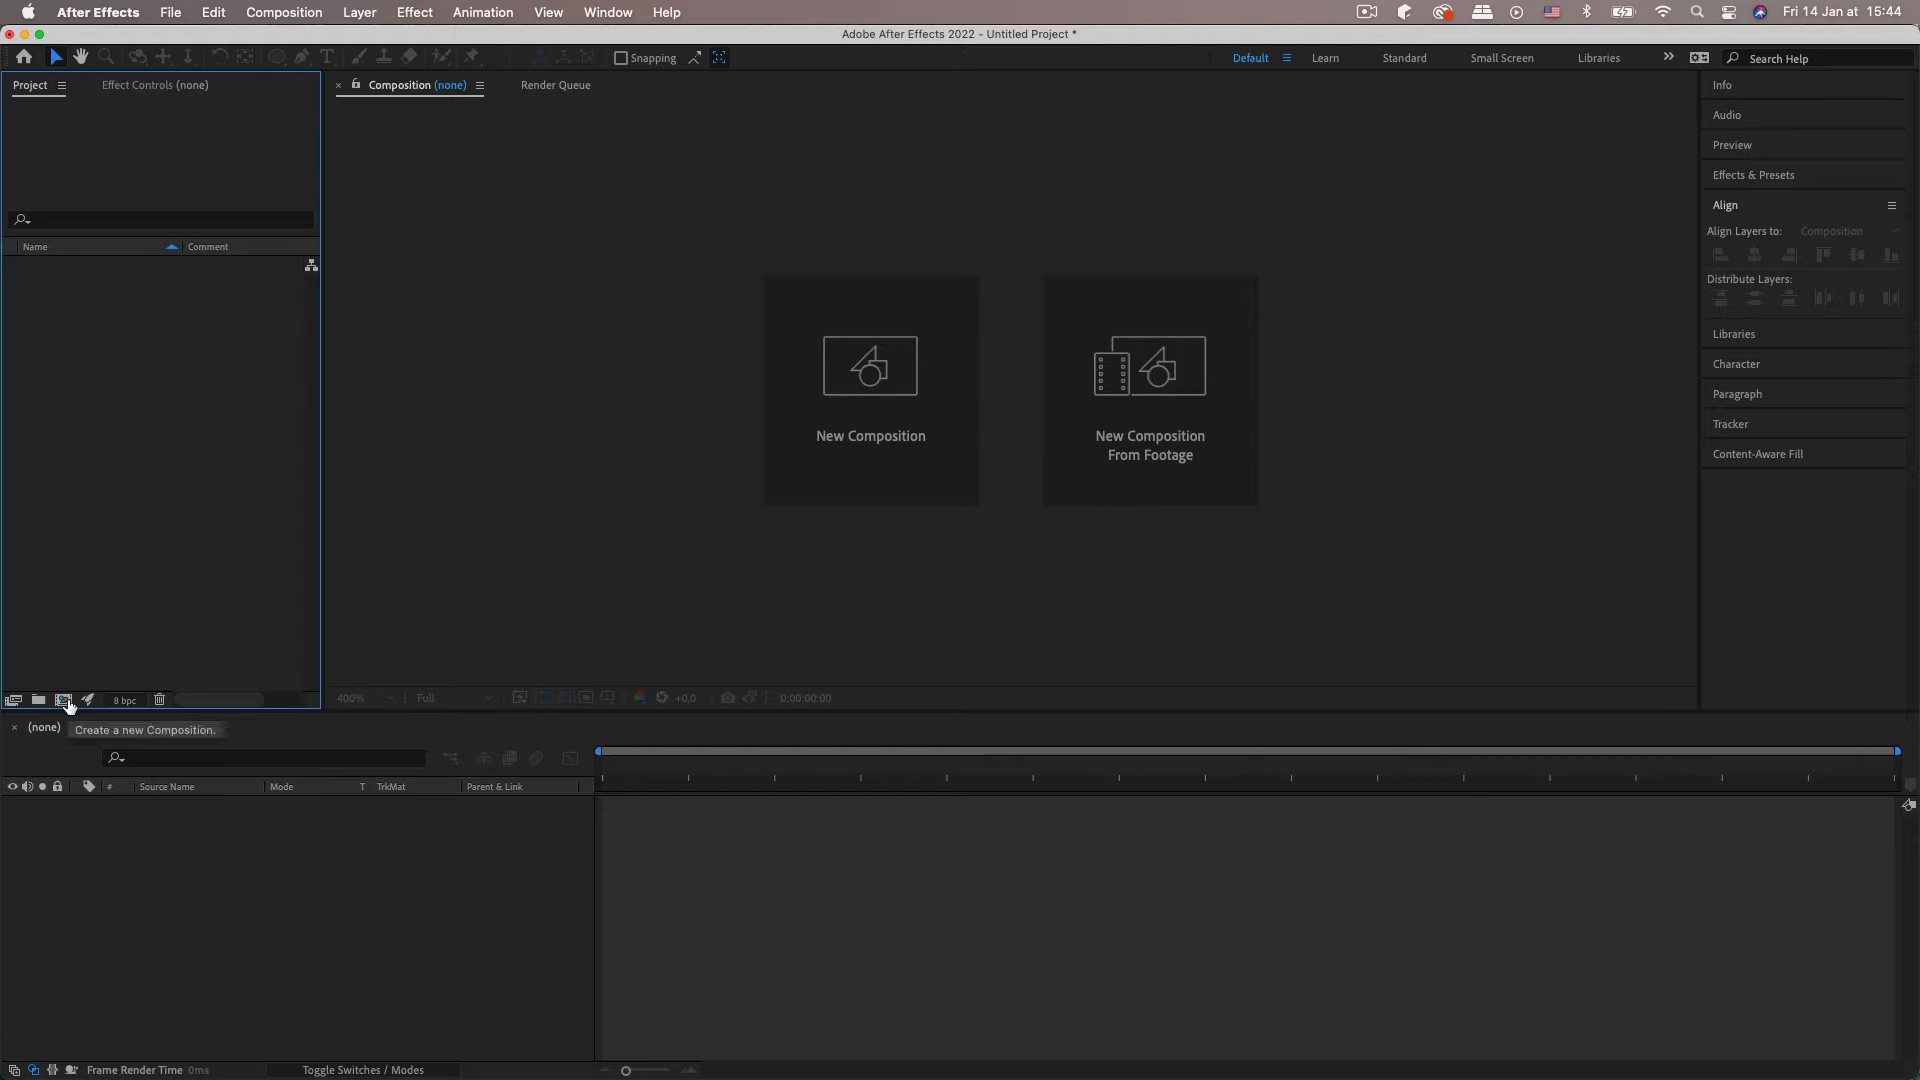 After Effects File Edit Composition Layer Effect Animation View Window Help Fri 14 Jan at 15:44
Adobe After Effects 2022 - Untitled Project *
Snapping Default Learn Standard Small Screen Libraries Search Help
Project Effect Controls (none) Composition (none) Render Queue
Info
Audio
Preview
Effects & Presets
Align
Align Layers to: Composition
Distribute Layers:
Libraries
Character
Paragraph
Tracker
Content-Aware Fill
Name Comment
New Composition
New Composition
From Footage
8 bpc
400% Full +0,0 0:00:00:00
(none)
Create a new Composition.
# Source Name Mode T TrkMat Parent & Link
Frame Render Time 0ms Toggle Switches / Modes